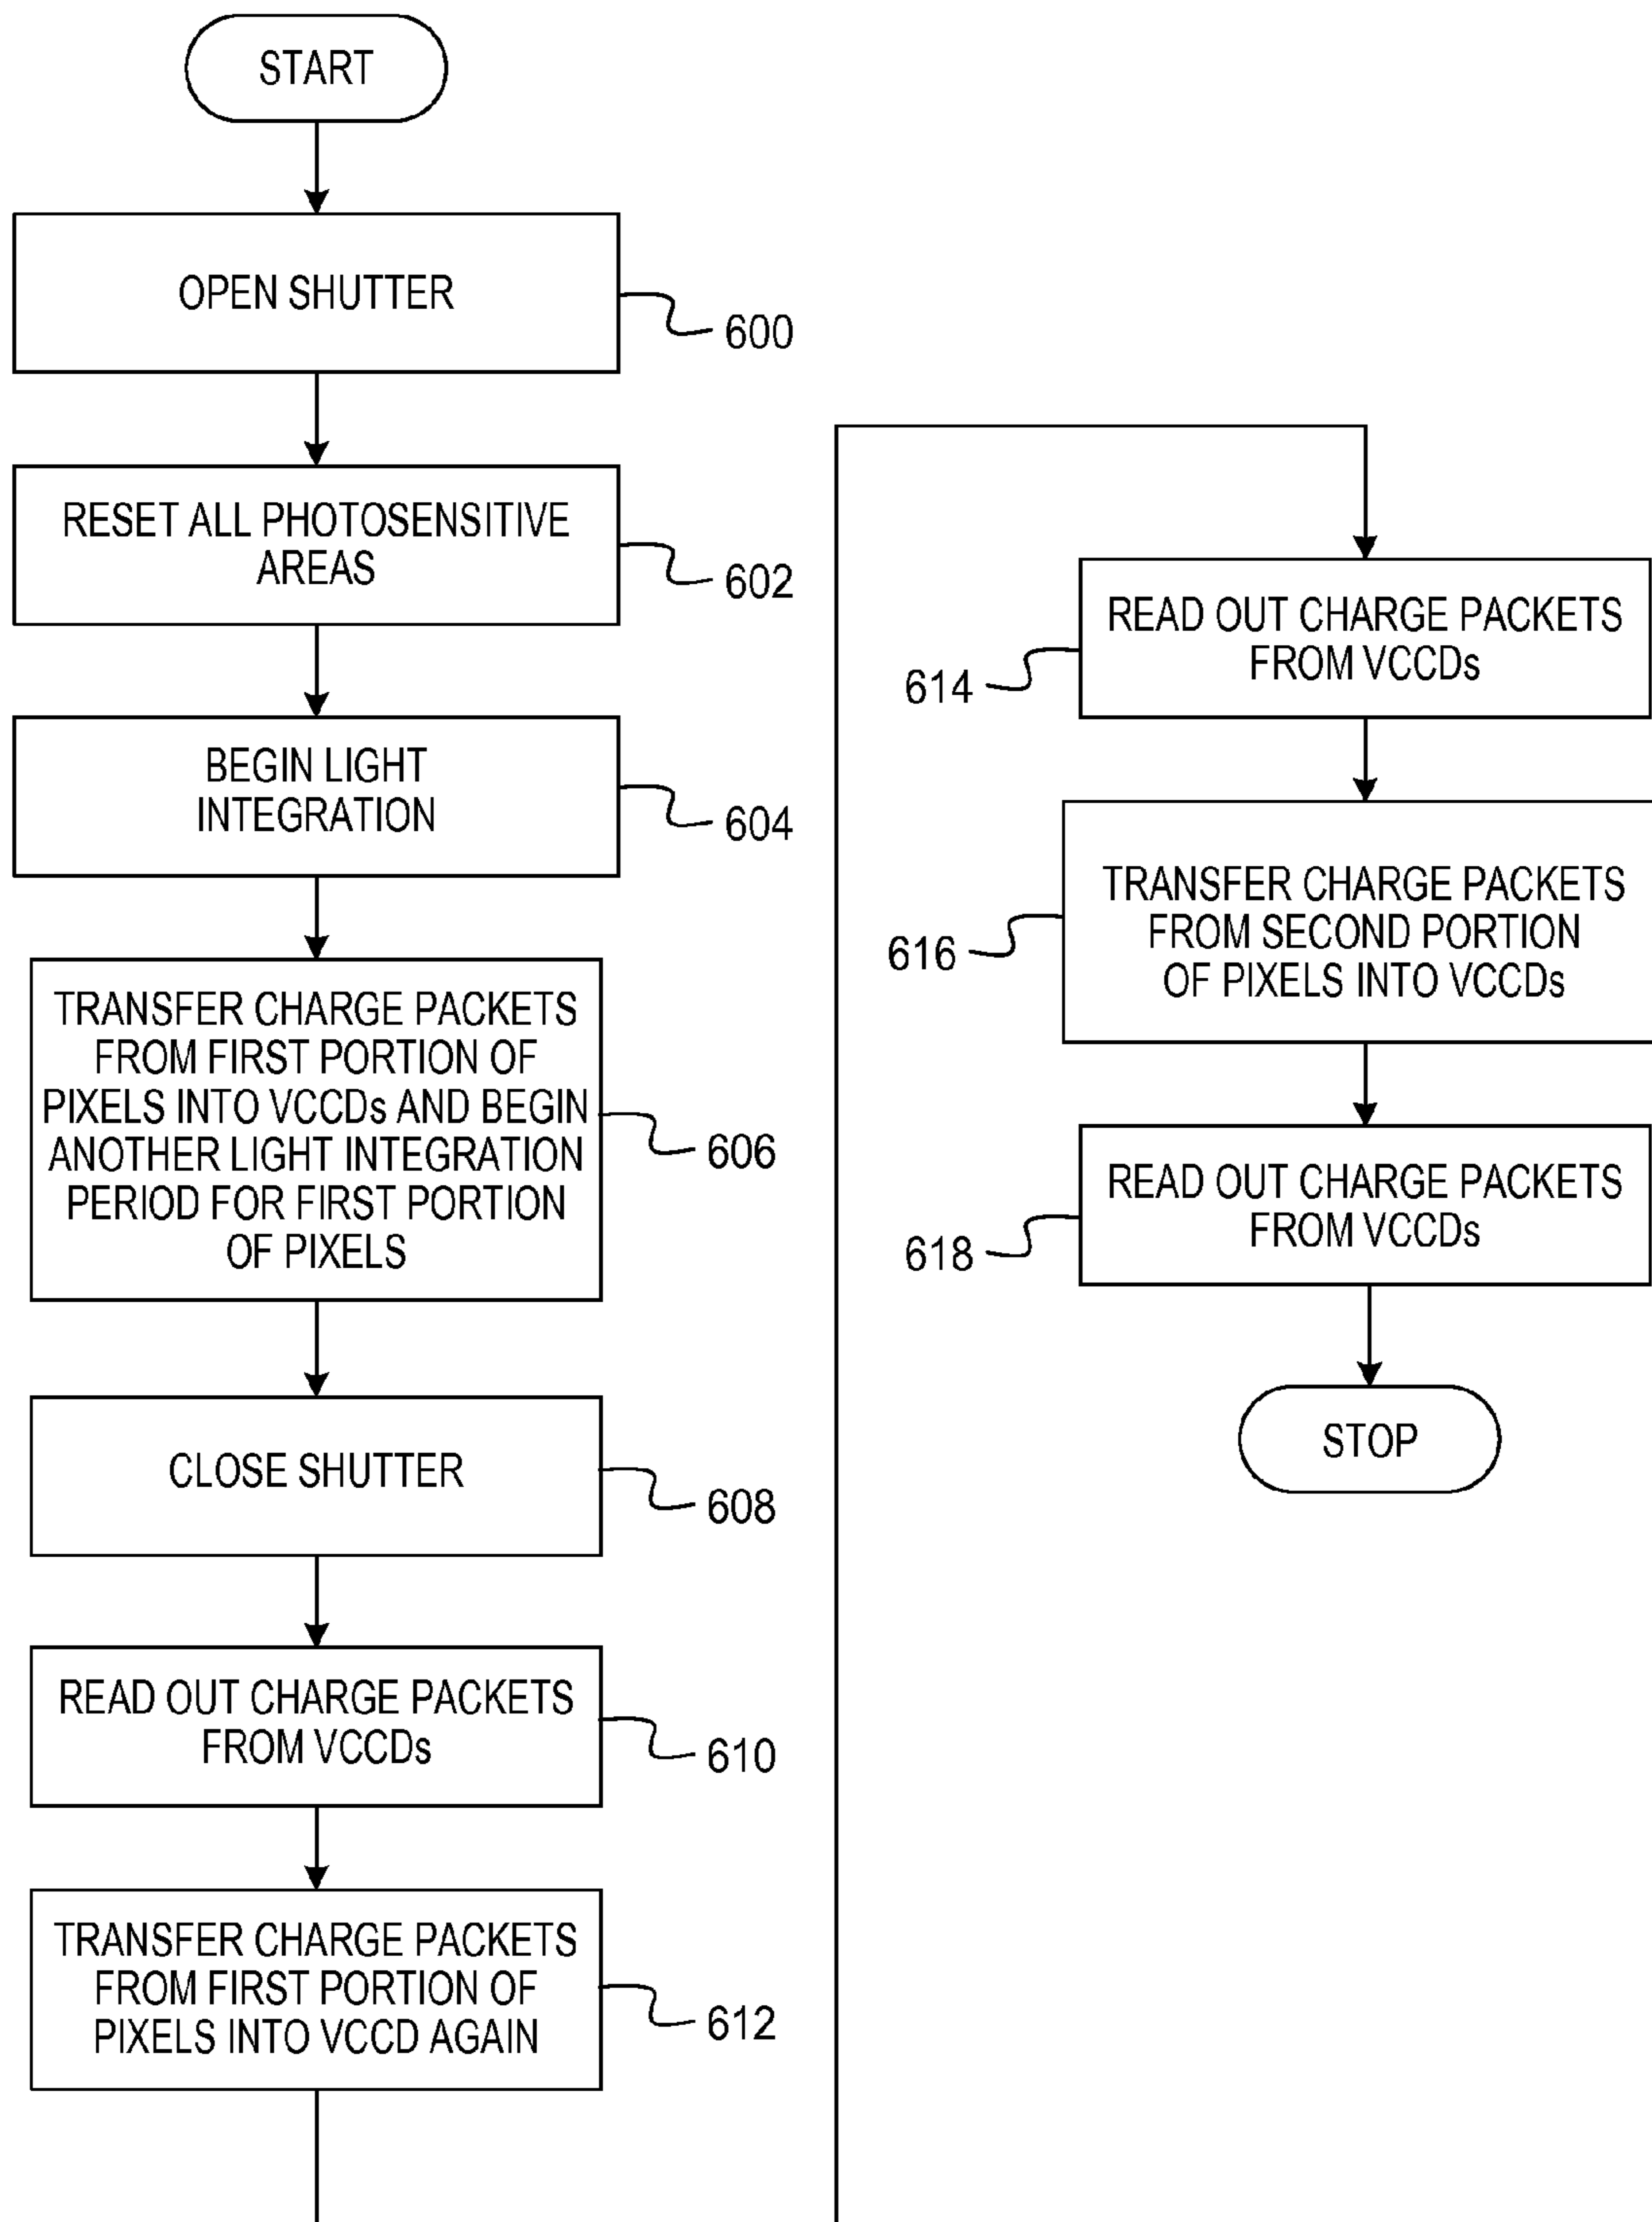 START
OPEN SHUTTER
600
RESET ALL PHOTOSENSITIVE
AREAS
602
BEGIN LIGHT
INTEGRATION
604
TRANSFER CHARGE PACKETS
FROM FIRST PORTION OF
PIXELS INTO VCCDs AND BEGIN
ANOTHER LIGHT INTEGRATION
PERIOD FOR FIRST PORTION
OF PIXELS
606
CLOSE SHUTTER
608
READ OUT CHARGE PACKETS
FROM VCCDs
610
TRANSFER CHARGE PACKETS
FROM FIRST PORTION OF
PIXELS INTO VCCD AGAIN
612
READ OUT CHARGE PACKETS
FROM VCCDs
614
TRANSFER CHARGE PACKETS
FROM SECOND PORTION
OF PIXELS INTO VCCDs
616
READ OUT CHARGE PACKETS
FROM VCCDs
618
STOP